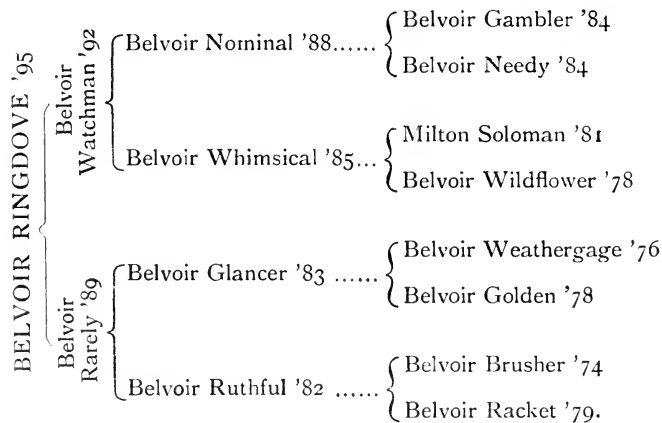 BELVOIR RINGDOVE '95
Belvoir
Watchman '92
Belvoir Nominal '88......
Belvoir Gambler '84
Belvoir Needy '84
Belvoir Whimsical '85...
Milton Soloman '81
Belvoir Wildflower '78
Belvoir
Rarely '89
Belvoir Glancer '83 ......
Belvoir Weathergage '76
Belvoir Golden '78
Belvoir Ruthful '82 ......
Belvoir Brusher '74
Belvoir Racket '79.